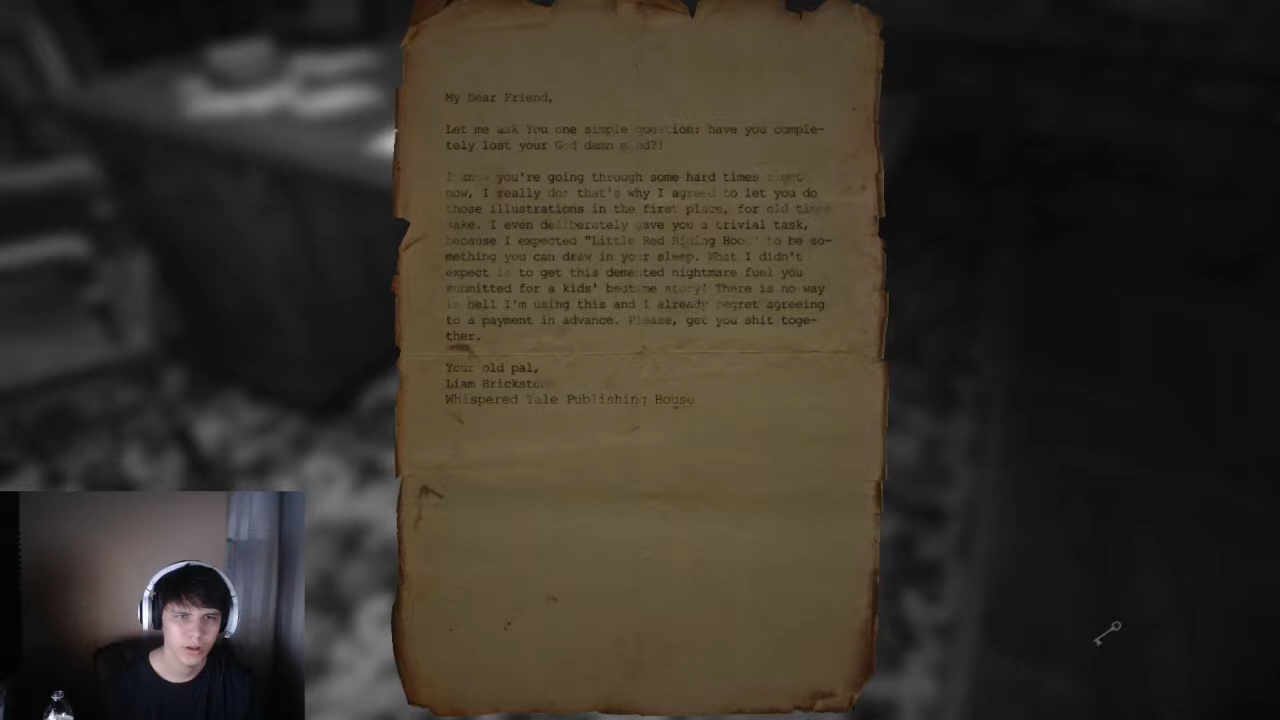 My Dear Friend,
Let me ask You one simple question: have you comple-
tely lost your God damn mind?!
I know you're going through some hard times right
now, I really do: that's why I agreed to let you do
those illustrations in the first place, for old times
sake. I even deliberately gave you a trivial task,
because I expected "Little Red Riding Hood" to be so-
mething you can draw in your sleep. What I didn't
expect is to get this demented nightmare fuel you
submitted for a kids' bedtime story! There is no way
in hell I'm using this and I already regret agreeing
to a payment in advance. Please, get you shit toge-
ther.
Your old pal,
Liam Brickstone
Whispered Tale Publishing House